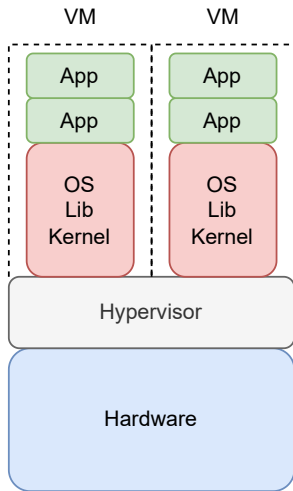 VM
VM
App
App
App
App
OS
Lib
Kernel
OS
Lib
Kernel
Hypervisor
Hardware